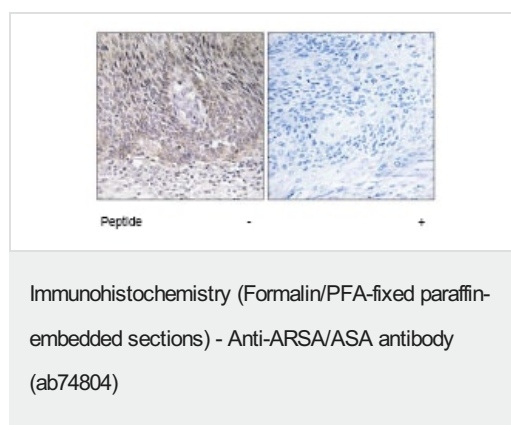 Peptide - +
Immunohistochemistry (Formalin/PFA-fixed paraffin-
embedded sections) - Anti-ARSA/ASA antibody
(ab74804)